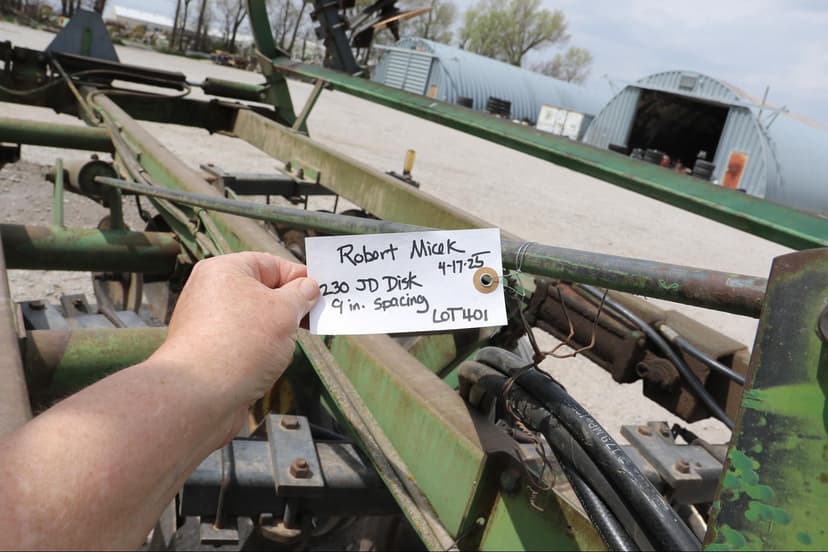 Robert Micek
4-17-25
230 JD Disk
9 in. spacing
LOT 401